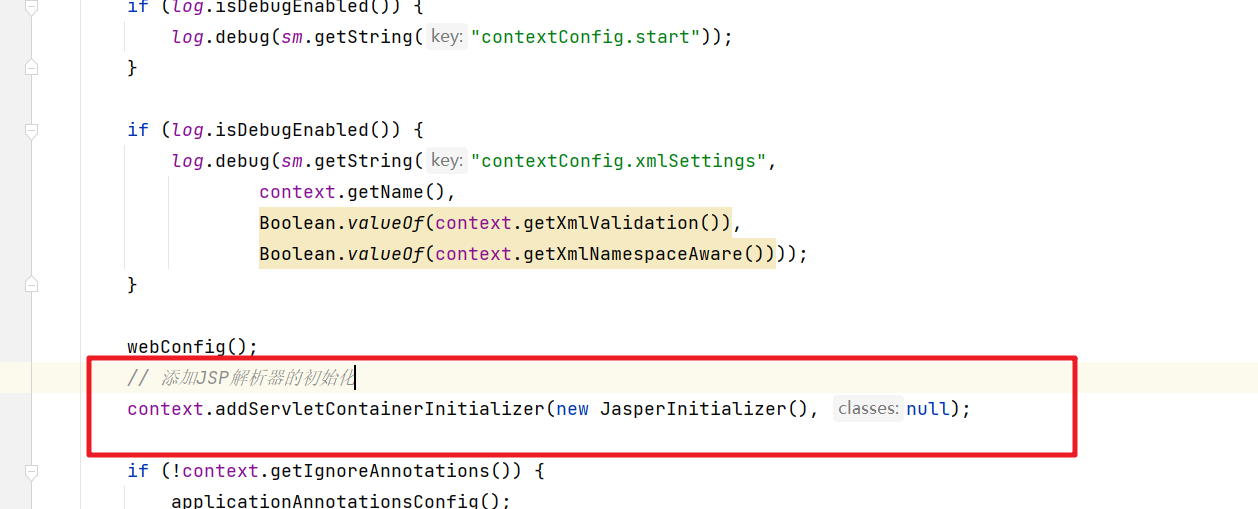 if (log.isDebugEnabled()) {
log.debug(sm.getString( key: "contextConfig.start"));
}
if (log.isDebugEnabled()) {
log.debug(sm.getString( key: "contextConfig.xmlSettings",
context.getName(),
Boolean.valueOf(context.getXmlValidation()),
Boolean.valueOf(context.getXmlNamespaceAware())));
}
webConfig();
// 添加JSP解析器的初始化
context.addServletContainerInitializer(new JasperInitializer(), classes: null);
if (!context.getIgnoreAnnotations()) {
applicationAnnotationsConfig();